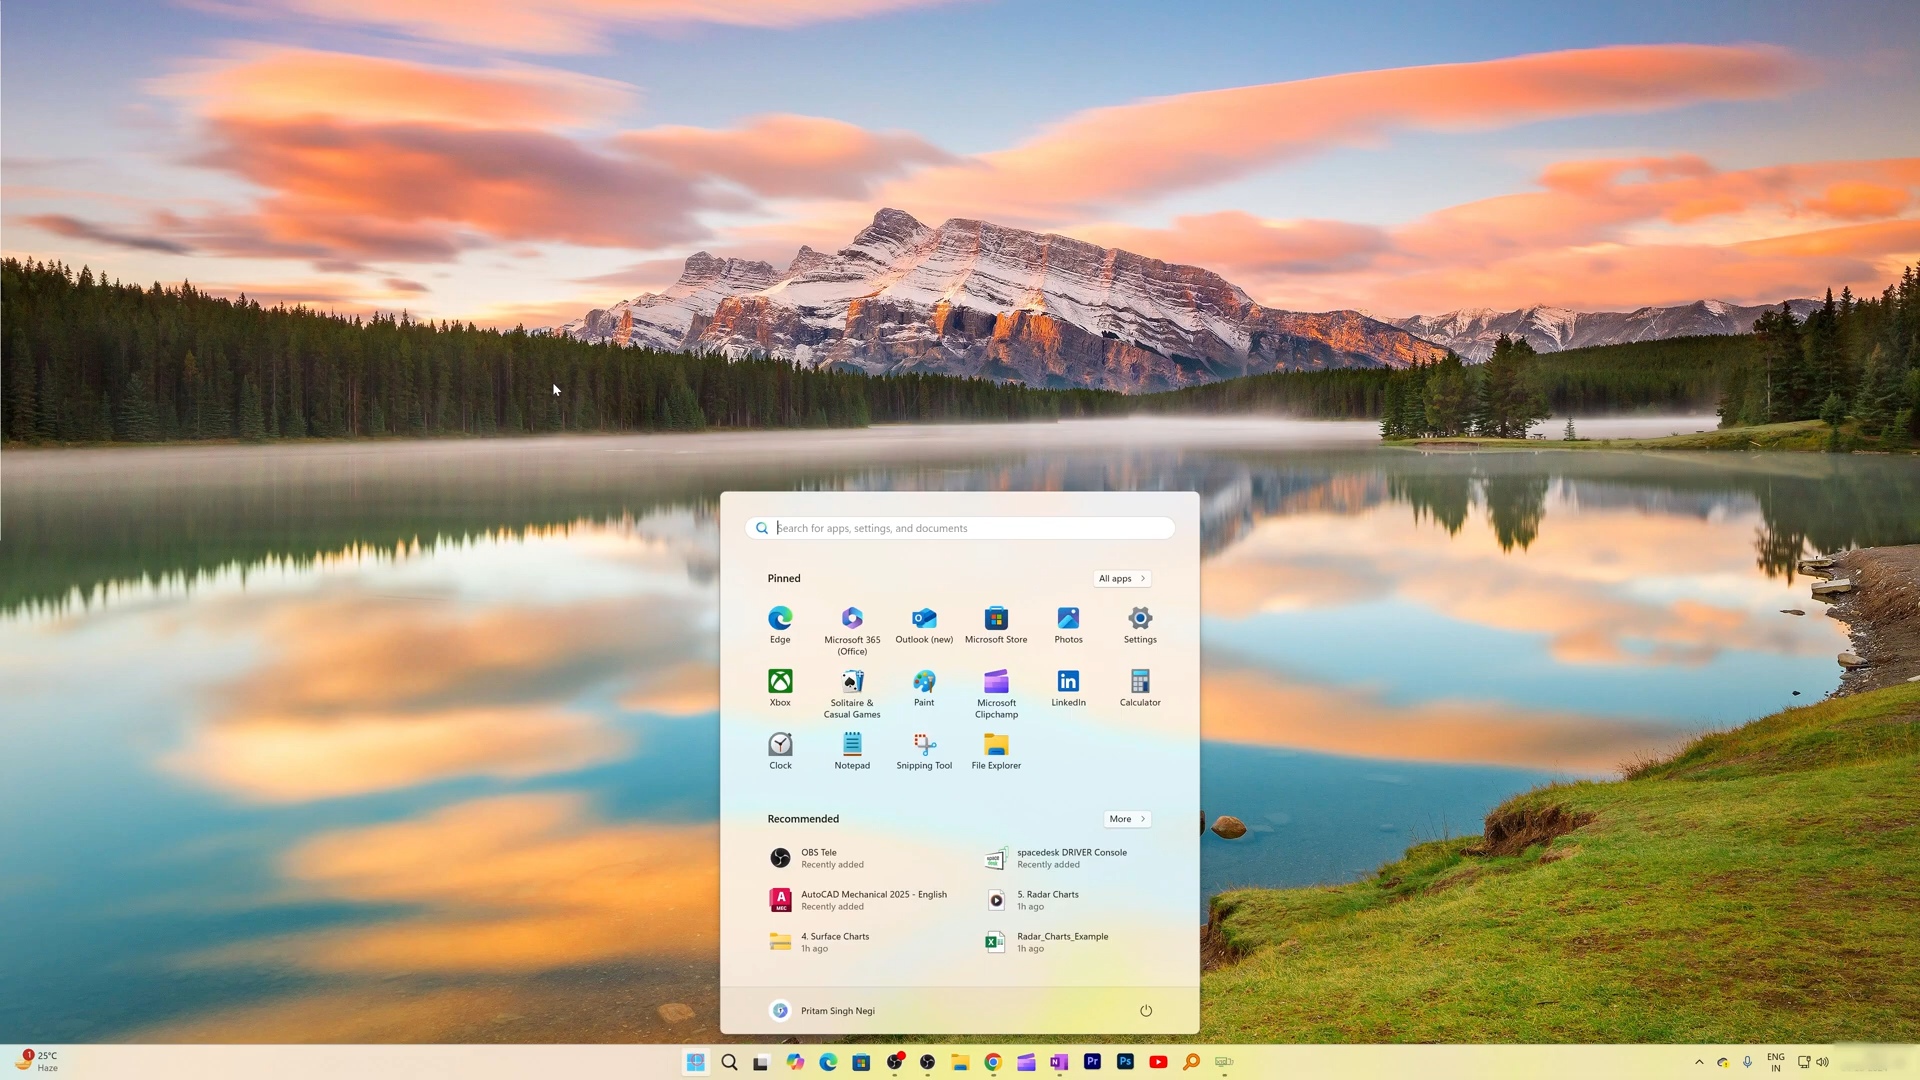 Search for apps, settings, and documents
Pinned
All apps
Edge
Microsoft 365
(Office)
Outlook (new)
Microsoft Store
Photos
Settings
Xbox
Solitaire &
Casual Games
Paint
Microsoft
Clipchamp
LinkedIn
Calculator
Clock
Notepad
Snipping Tool
File Explorer
Recommended
More
OBS Tele
Recently added
spacedesk DRIVER Console
Recently added
AutoCAD Mechanical 2025 - English
Recently added
5. Radar Charts
1h ago
4. Surface Charts
1h ago
Radar_Charts_Example
1h ago
Pritam Singh Negi
1
25°C
Haze
Pr
Ps
ENG
IN